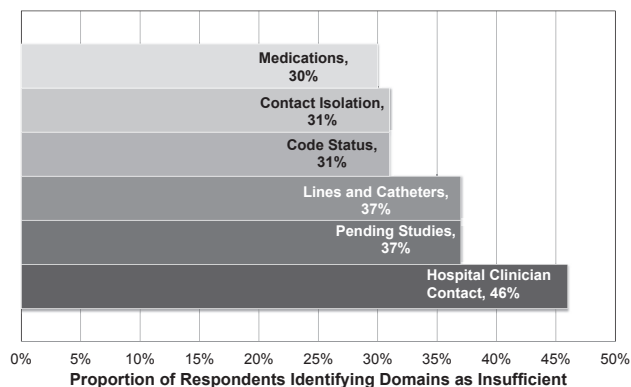 Medications,
30%
Contact Isolation,
31%
Code Status,
31%
Lines and Catheters,
37%
Pending Studies,
37%
Hospital Clinician
Contact, 46%
0% 5% 10% 15% 20% 25% 30% 35% 40% 45% 50%
Proportion of Respondents Identifying Domains as Insufficient